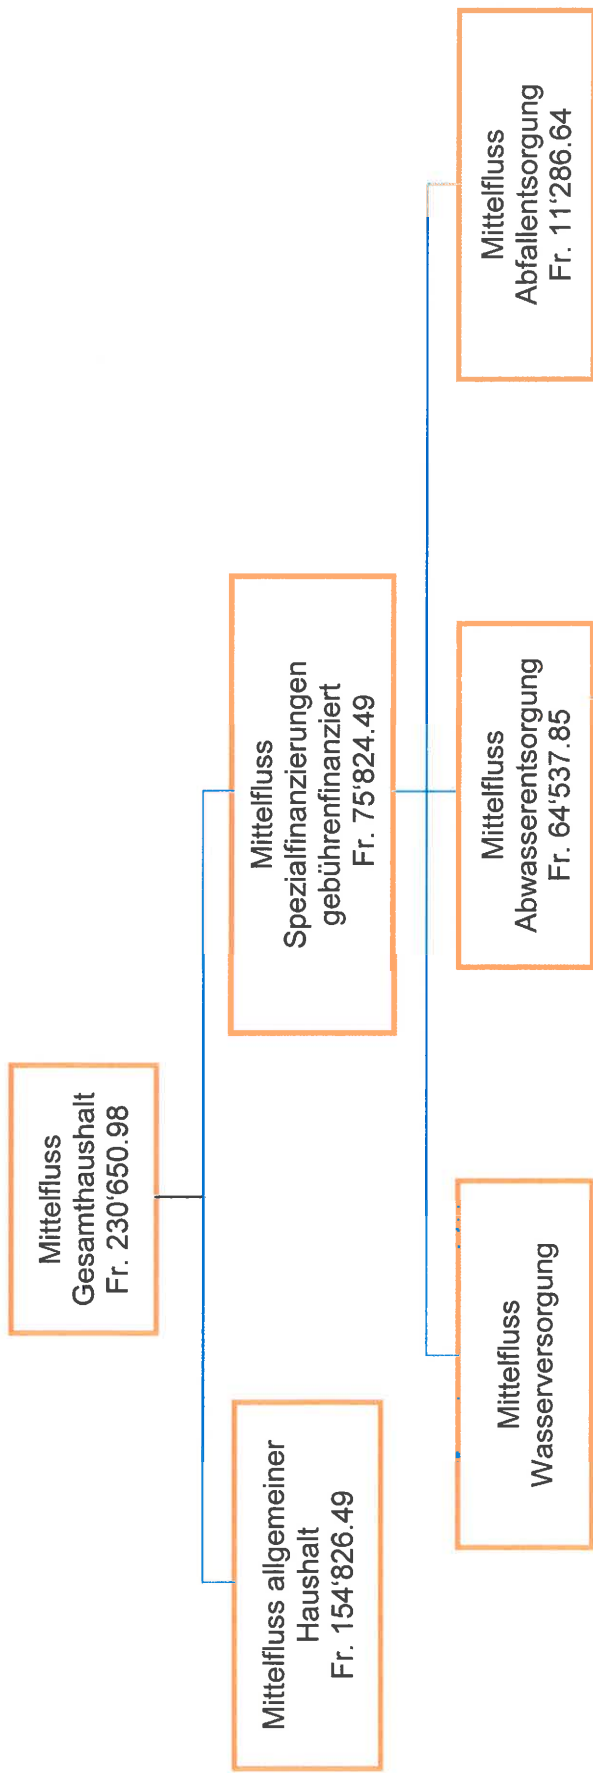 Mittelfluss
Gesamthaushalt
Fr. 230'650.98
Mittelfluss allgemeiner
Haushalt
Fr. 154'826.49
Mittelfluss
Spezialfinanzierungen
gebührenfinanziert
Fr. 75'824.49
Mittelfluss
Wasserversorgung
Mittelfluss
Abwasserentsorgung
Fr. 64'537.85
Mittelfluss
Abfallentsorgung
Fr. 11'286.64